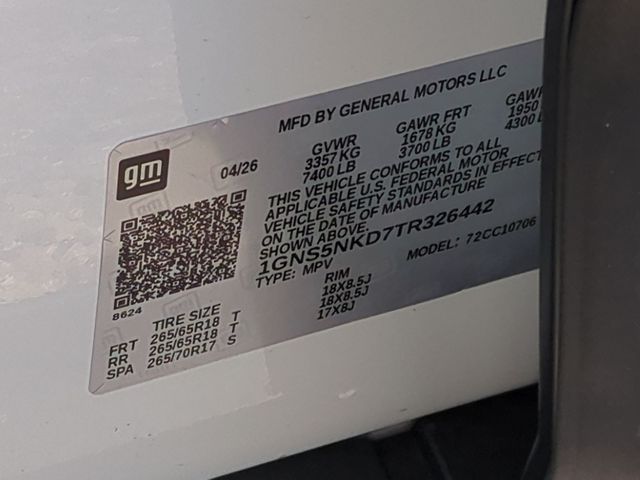 MFD BY GENERAL MOTORS LLC
gm
04/26
GVWR
3357 KG
7400 LB
GAWR FRT
1678 KG
3700 LB
GAWR
1950
4300
THIS VEHICLE CONFORMS TO ALL
APPLICABLE U.S. FEDERAL MOTOR
VEHICLE SAFETY STANDARDS IN EFFECT
ON THE DATE OF MANUFACTURE
SHOWN ABOVE.
1GNS5NKD7TR326442
TYPE: MPV
MODEL: 72CC10706
8624
TIRE SIZE RIM
FRT 265/65R18 T 18X8.5J
RR 265/65R18 T 18X8.5J
SPA 265/70R17 S 17X8J